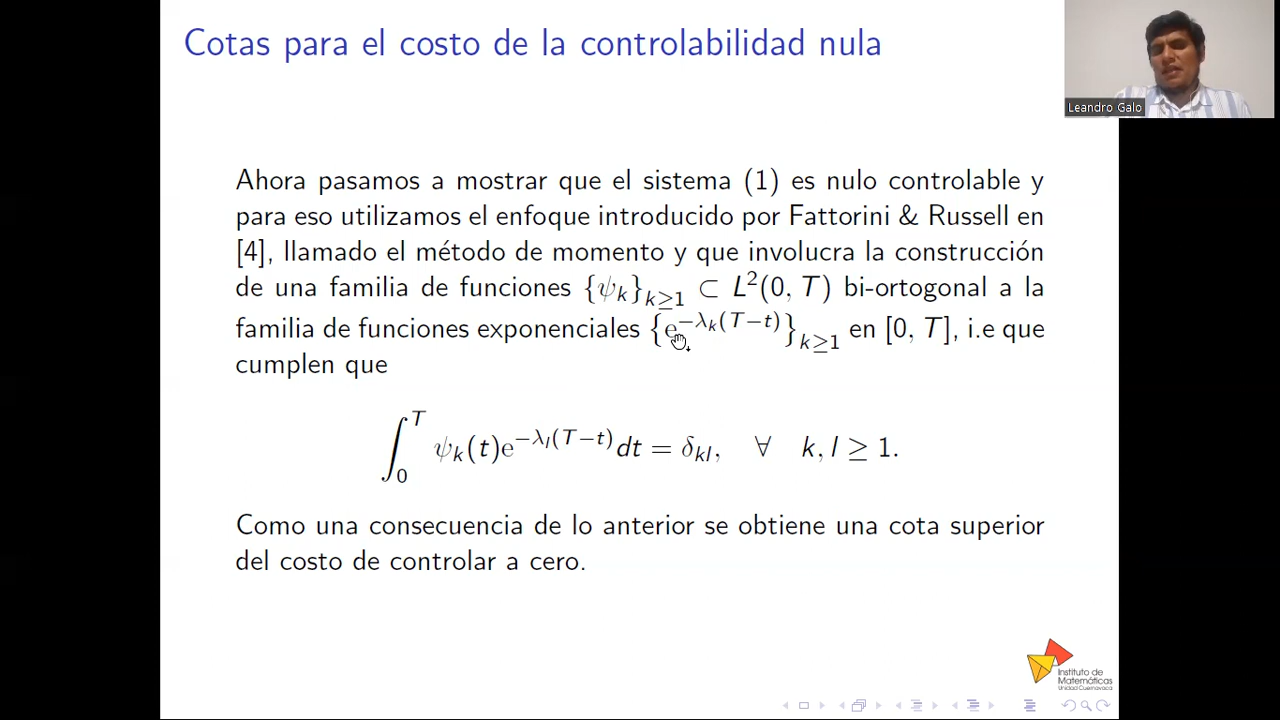 Cotas para el costo de la controlabilidad nula
Leandro Galo
Ahora pasamos a mostrar que el sistema (1) es nulo controlable y
para eso utilizamos el enfoque introducido por Fattorini & Russell en
[4], llamado el método de momento y que involucra la construcción
de una familia de funciones {ψ_k}_{k≥1} ⊂ L²(0, T) bi-ortogonal a la
familia de funciones exponenciales {e^{−λ_k(T−t)}}_{k≥1} en [0, T], i.e que
cumplen que
∫_0^T ψ_k(t)e^{−λ_l(T−t)}dt = δ_{kl}, ∀ k, l ≥ 1.
Como una consecuencia de lo anterior se obtiene una cota superior
del costo de controlar a cero.
Instituto de
Matemáticas
Unidad Cuernavaca